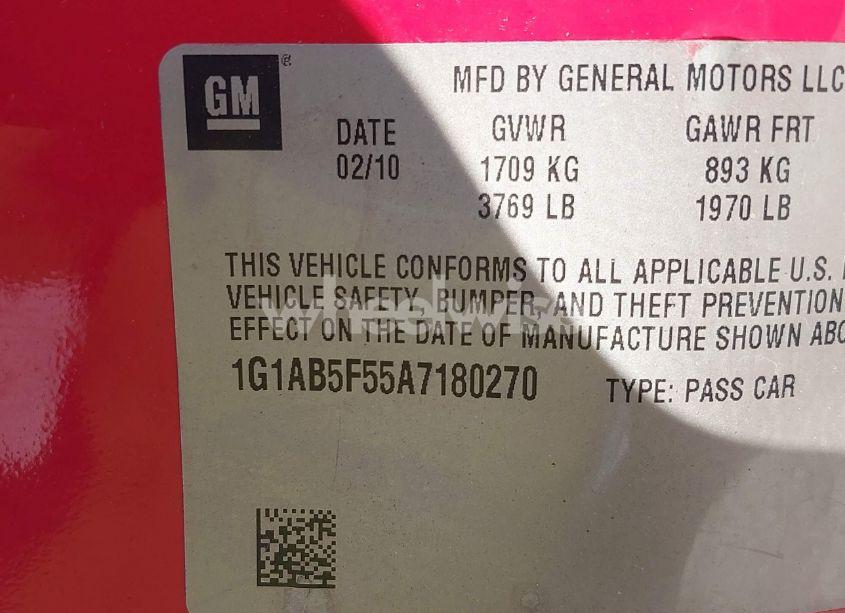 GM ®
MFD BY GENERAL MOTORS LLC
DATE GVWR GAWR FRT
02/10 1709 KG 893 KG
3769 LB 1970 LB
THIS VEHICLE CONFORMS TO ALL APPLICABLE U.S.
VEHICLE SAFETY, BUMPER, AND THEFT PREVENTION
EFFECT ON THE DATE OF MANUFACTURE SHOWN ABO
1G1AB5F55A7180270 TYPE: PASS CAR